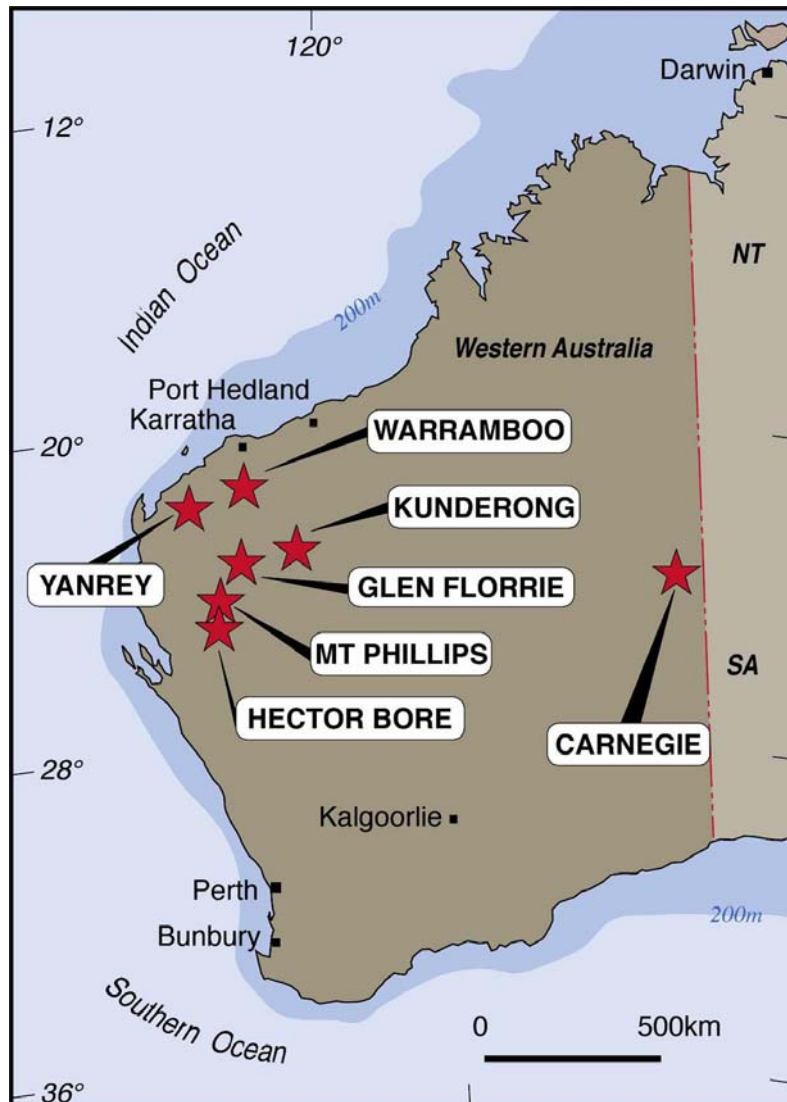 120°
Darwin
12°
NT
Indian Ocean
200m
Western Australia
Port Hedland
Karratha
WARRAMBOO
20°
KUNDERONG
YANREY
GLEN FLORRIE
MT PHILLIPS
SA
HECTOR BORE
CARNEGIE
28°
Kalgoorlie
Perth
200m
Bunbury
Southern Ocean
0 500km
36°